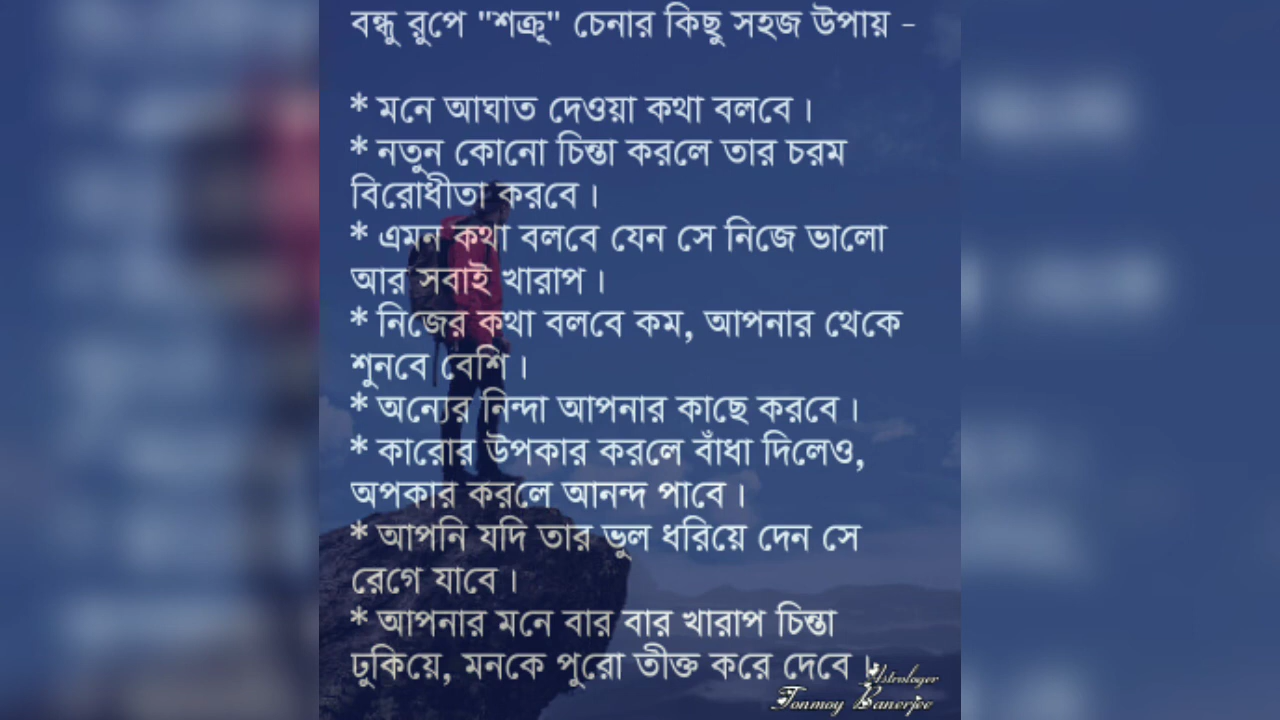 বন্ধু রুপে "শত্রূ" চেনার কিছু সহজ উপায় -
* মনে আঘাত দেওয়া কথা বলবে।
* নতুন কোনো চিন্তা করলে তার চরম
বিরোধীতা করবে।
* এমন কথা বলবে যেন সে নিজে ভালো
আর সবাই খারাপ।
* নিজের কথা বলবে কম, আপনার থেকে
শুনবে বেশি।
* অন্যের নিন্দা আপনার কাছে করবে।
* কারোর উপকার করলে বাঁধা দিলেও,
অপকার করলে আনন্দ পাবে।
* আপনি যদি তার ভুল ধরিয়ে দেন সে
রেগে যাবে।
* আপনার মনে বার বার খারাপ চিন্তা
ঢুকিয়ে, মনকে পুরো তীক্ত করে দেবে।
Astrologer
Tonmoy Banerjee